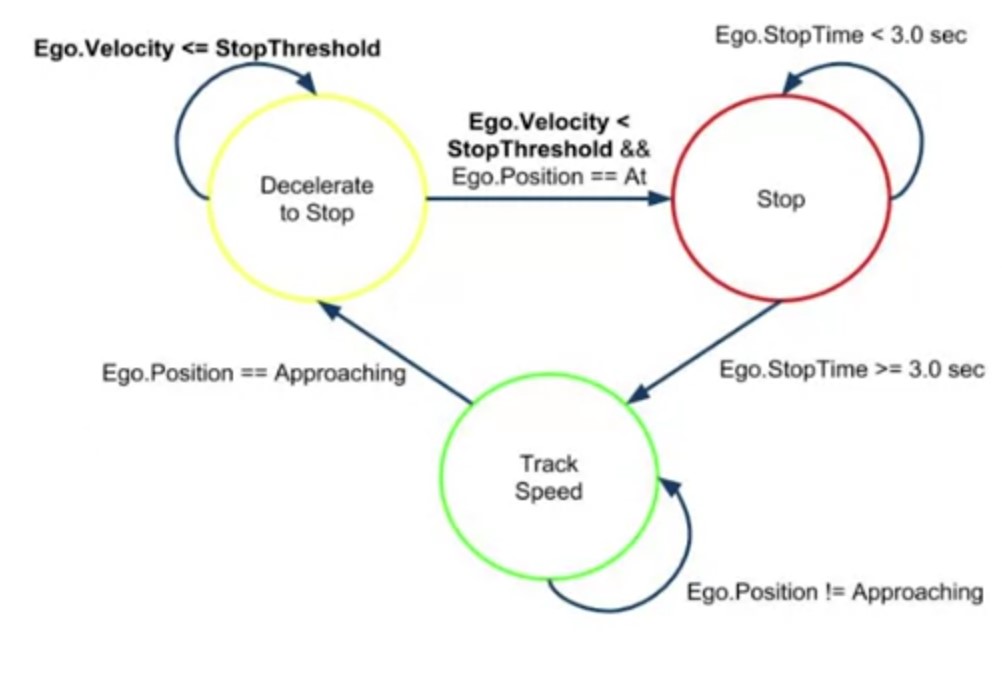 Ego.Velocity <= StopThreshold
Ego.StopTime < 3.0 sec
Ego.Velocity <
StopThreshold &&
Ego.Position == At
Decelerate
to Stop
Stop
Ego.Position == Approaching
Ego.StopTime >= 3.0 sec
Track
Speed
Ego.Position != Approaching